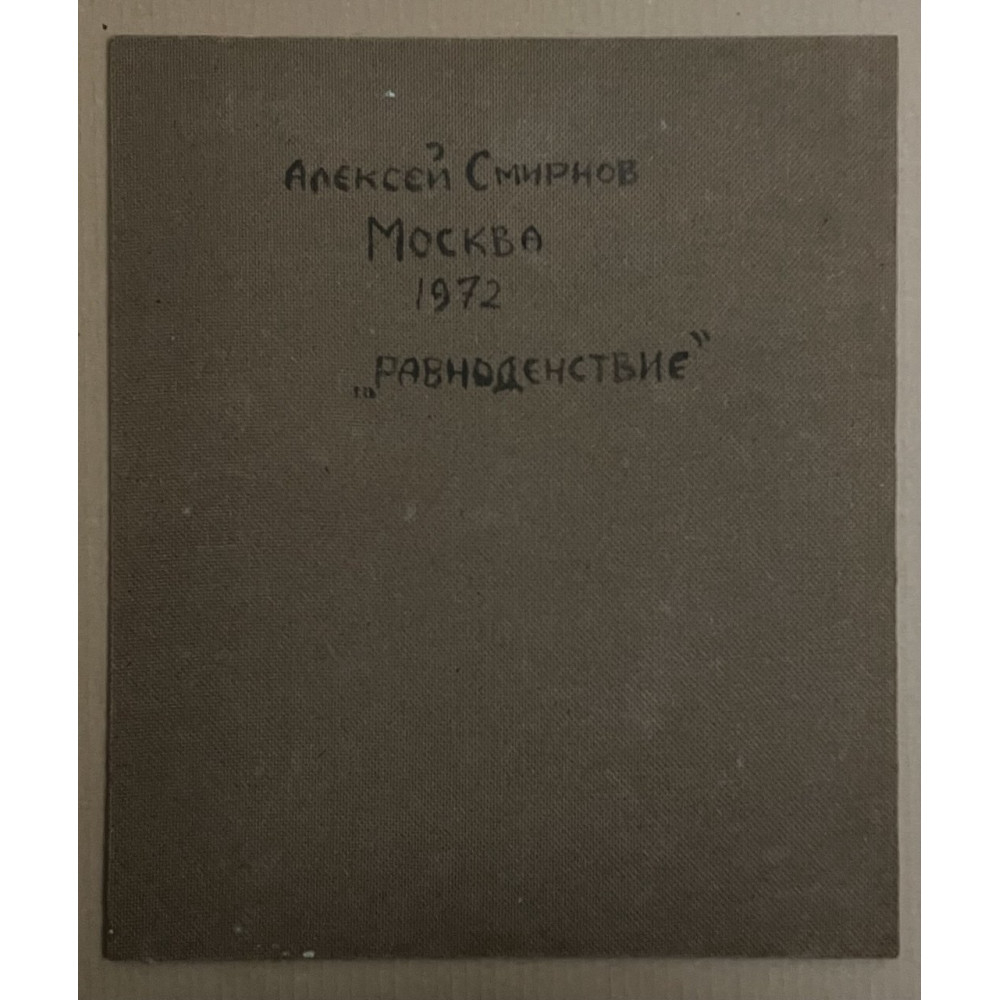 Алексей Смирнов
Москва
1972
„Равноденствие”